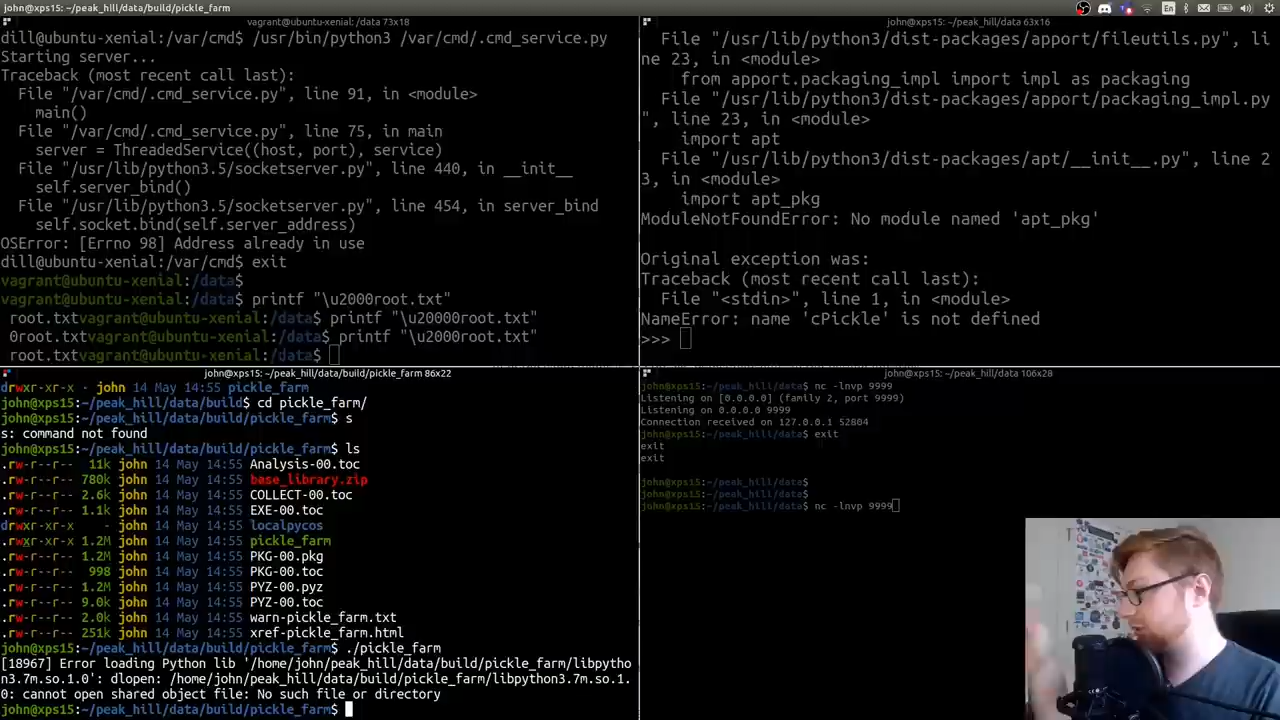 john@xps15: ~/peak_hill/data/build/pickle_farm
En
vagrant@ubuntu-xenial: /data 73x18
dill@ubuntu-xenial:/var/cmd$ /usr/bin/python3 /var/cmd/.cmd_service.py
Starting server...
Traceback (most recent call last):
File "/var/cmd/.cmd_service.py", line 91, in <module>
main()
File "/var/cmd/.cmd_service.py", line 75, in main
server = ThreadedService((host, port), service)
File "/usr/lib/python3.5/socketserver.py", line 440, in __init__
self.server_bind()
File "/usr/lib/python3.5/socketserver.py", line 454, in server_bind
self.socket.bind(self.server_address)
OSError: [Errno 98] Address already in use
dill@ubuntu-xenial:/var/cmd$ exit
vagrant@ubuntu-xenial:/data$
vagrant@ubuntu-xenial:/data$ printf "\u2000root.txt"
root.txtvagrant@ubuntu-xenial:/data$ printf "\u20000root.txt"
0root.txtvagrant@ubuntu-xenial:/data$ printf "\u2000root.txt"
root.txtvagrant@ubuntu-xenial:/data$
john@xps15: ~/peak_hill/data 63x16
File "/usr/lib/python3/dist-packages/apport/fileutils.py", li
ne 23, in <module>
from apport.packaging_impl import impl as packaging
File "/usr/lib/python3/dist-packages/apport/packaging_impl.py
", line 23, in <module>
import apt
File "/usr/lib/python3/dist-packages/apt/__init__.py", line 2
3, in <module>
import apt_pkg
ModuleNotFoundError: No module named 'apt_pkg'
Original exception was:
Traceback (most recent call last):
File "<stdin>", line 1, in <module>
NameError: name 'cPickle' is not defined
>>>
john@xps15: ~/peak_hill/data/build/pickle_farm 86x22
drwxr-xr-x - john 14 May 14:55 pickle_farm
john@xps15:~/peak_hill/data/build$ cd pickle_farm/
john@xps15:~/peak_hill/data/build/pickle_farm$ s
s: command not found
john@xps15:~/peak_hill/data/build/pickle_farm$ ls
.rw-r--r-- 11k john 14 May 14:55 Analysis-00.toc
.rw-r--r-- 780k john 14 May 14:55 base_library.zip
.rw-r--r-- 2.6k john 14 May 14:55 COLLECT-00.toc
.rw-r--r-- 1.1k john 14 May 14:55 EXE-00.toc
drwxr-xr-x - john 14 May 14:55 localpycos
.rwxr-xr-x 1.2M john 14 May 14:55 pickle_farm
.rw-r--r-- 1.2M john 14 May 14:55 PKG-00.pkg
.rw-r--r-- 998 john 14 May 14:55 PKG-00.toc
.rw-r--r-- 1.2M john 14 May 14:55 PYZ-00.pyz
.rw-r--r-- 9.0k john 14 May 14:55 PYZ-00.toc
.rw-r--r-- 2.0k john 14 May 14:55 warn-pickle_farm.txt
.rw-r--r-- 251k john 14 May 14:55 xref-pickle_farm.html
john@xps15:~/peak_hill/data/build/pickle_farm$ ./pickle_farm
[18967] Error loading Python lib '/home/john/peak_hill/data/build/pickle_farm/libpytho
n3.7m.so.1.0': dlopen: /home/john/peak_hill/data/build/pickle_farm/libpython3.7m.so.1.
0: cannot open shared object file: No such file or directory
john@xps15:~/peak_hill/data/build/pickle_farm$
john@xps15: ~/peak_hill/data 106x28
john@xps15:~/peak_hill/data$ nc -lnvp 9999
Listening on [0.0.0.0] (family 2, port 9999)
Listening on 0.0.0.0 9999
Connection received on 127.0.0.1 52804
john@xps15:~/peak_hill/data$ exit
exit
exit
john@xps15:~/peak_hill/data$
john@xps15:~/peak_hill/data$
john@xps15:~/peak_hill/data$ nc -lnvp 9999